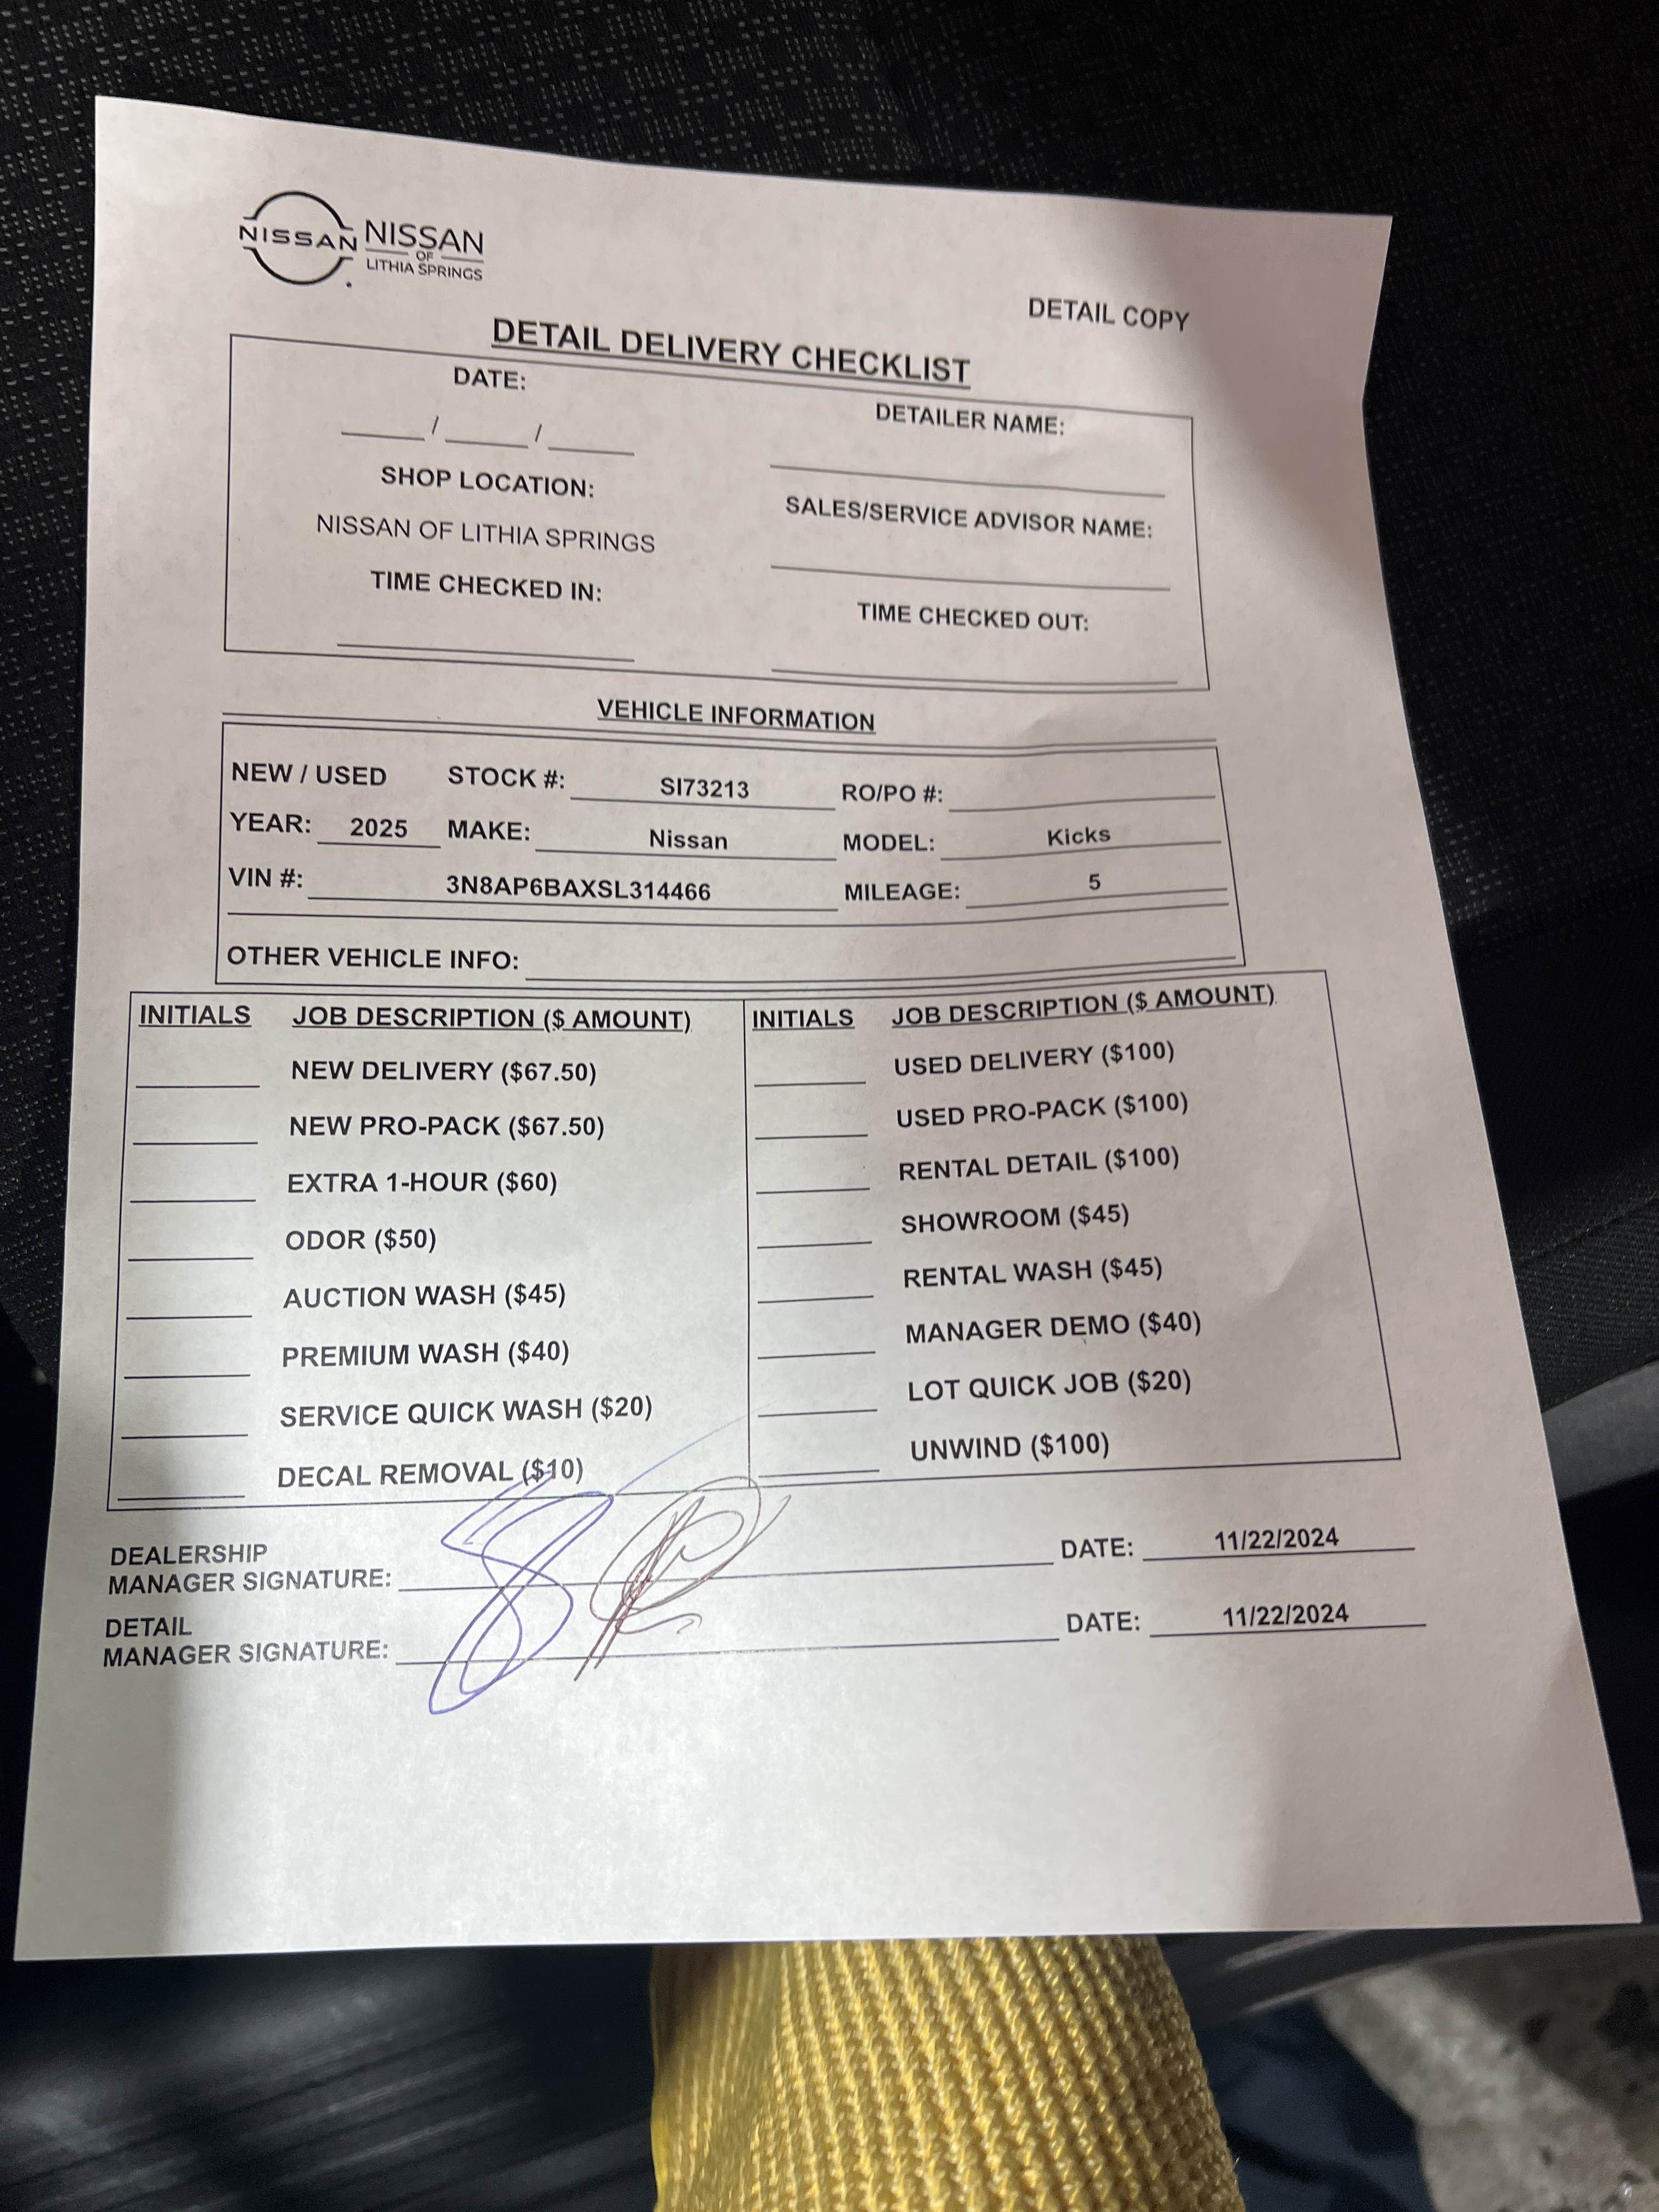 NISSAN NISSAN
OF
LITHIA SPRINGS
DETAIL COPY
DETAIL DELIVERY CHECKLIST
DATE:
DETAILER NAME:
____/____/____
SHOP LOCATION:
SALES/SERVICE ADVISOR NAME:
NISSAN OF LITHIA SPRINGS
TIME CHECKED IN:
TIME CHECKED OUT:
VEHICLE INFORMATION
NEW / USED STOCK #: SI73213 RO/PO #:
YEAR: 2025 MAKE: Nissan MODEL: Kicks
VIN #: 3N8AP6BAXSL314466 MILEAGE: 5
OTHER VEHICLE INFO:
INITIALS JOB DESCRIPTION ($ AMOUNT) INITIALS JOB DESCRIPTION ($ AMOUNT)
NEW DELIVERY ($67.50) USED DELIVERY ($100)
NEW PRO-PACK ($67.50) USED PRO-PACK ($100)
EXTRA 1-HOUR ($60) RENTAL DETAIL ($100)
ODOR ($50) SHOWROOM ($45)
AUCTION WASH ($45) RENTAL WASH ($45)
PREMIUM WASH ($40) MANAGER DEMO ($40)
SERVICE QUICK WASH ($20) LOT QUICK JOB ($20)
DECAL REMOVAL ($10) UNWIND ($100)
DEALERSHIP
MANAGER SIGNATURE: DATE: 11/22/2024
DETAIL
MANAGER SIGNATURE: DATE: 11/22/2024